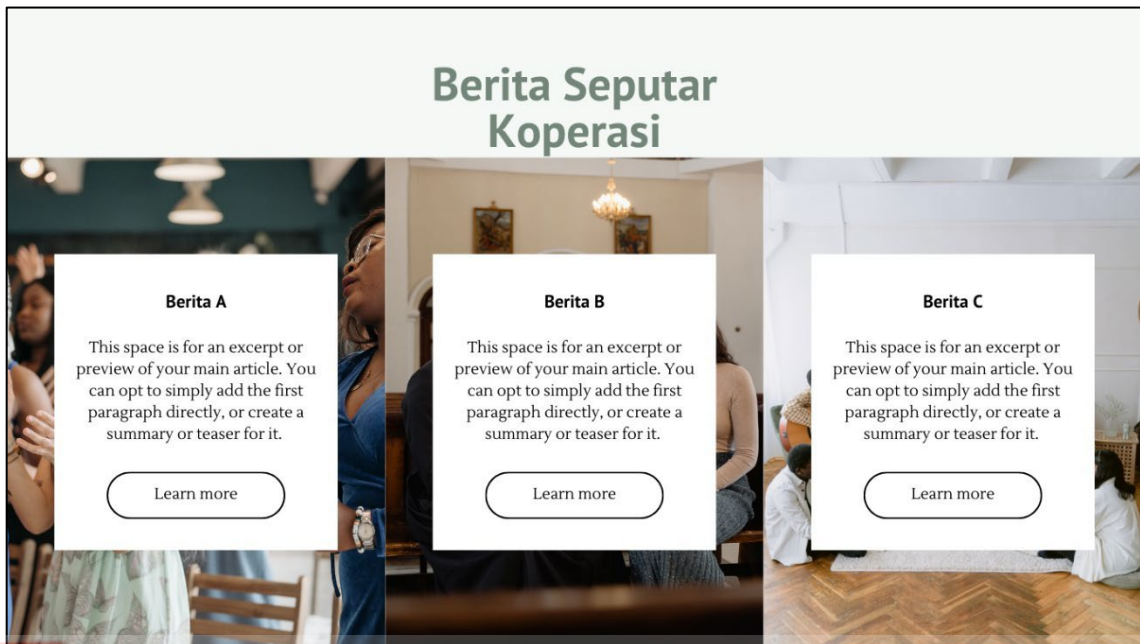 Berita Seputar
Koperasi
Berita A
This space is for an excerpt or
preview of your main article. You
can opt to simply add the first
paragraph directly, or create a
summary or teaser for it.
Learn more
Berita B
This space is for an excerpt or
preview of your main article. You
can opt to simply add the first
paragraph directly, or create a
summary or teaser for it.
Learn more
Berita C
This space is for an excerpt or
preview of your main article. You
can opt to simply add the first
paragraph directly, or create a
summary or teaser for it.
Learn more